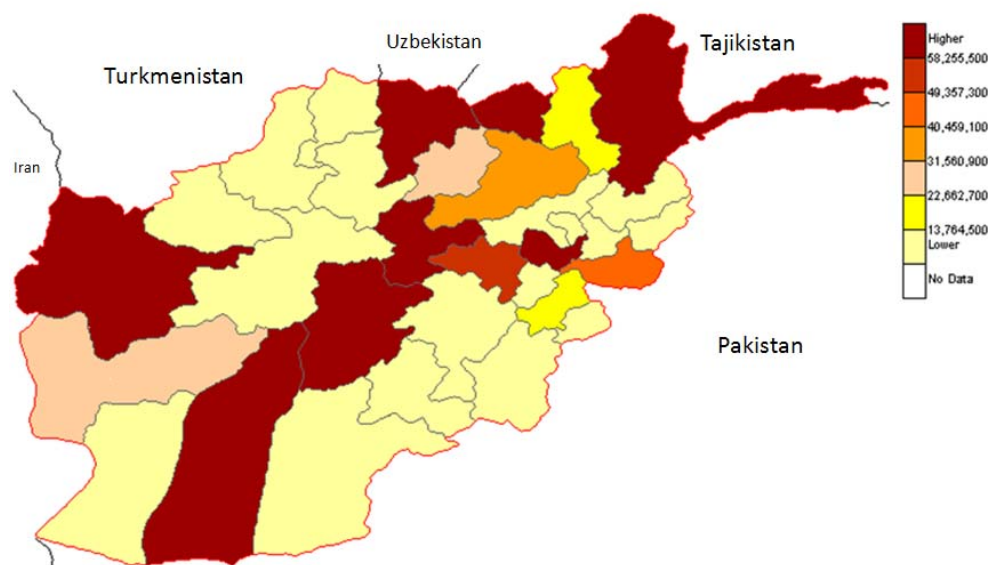 Uzbekistan
Tajikistan
Turkmenistan
Iran
Pakistan
Higher
58,255,500
49,357,300
40,459,100
31,560,900
22,662,700
13,764,500
Lower
No Data